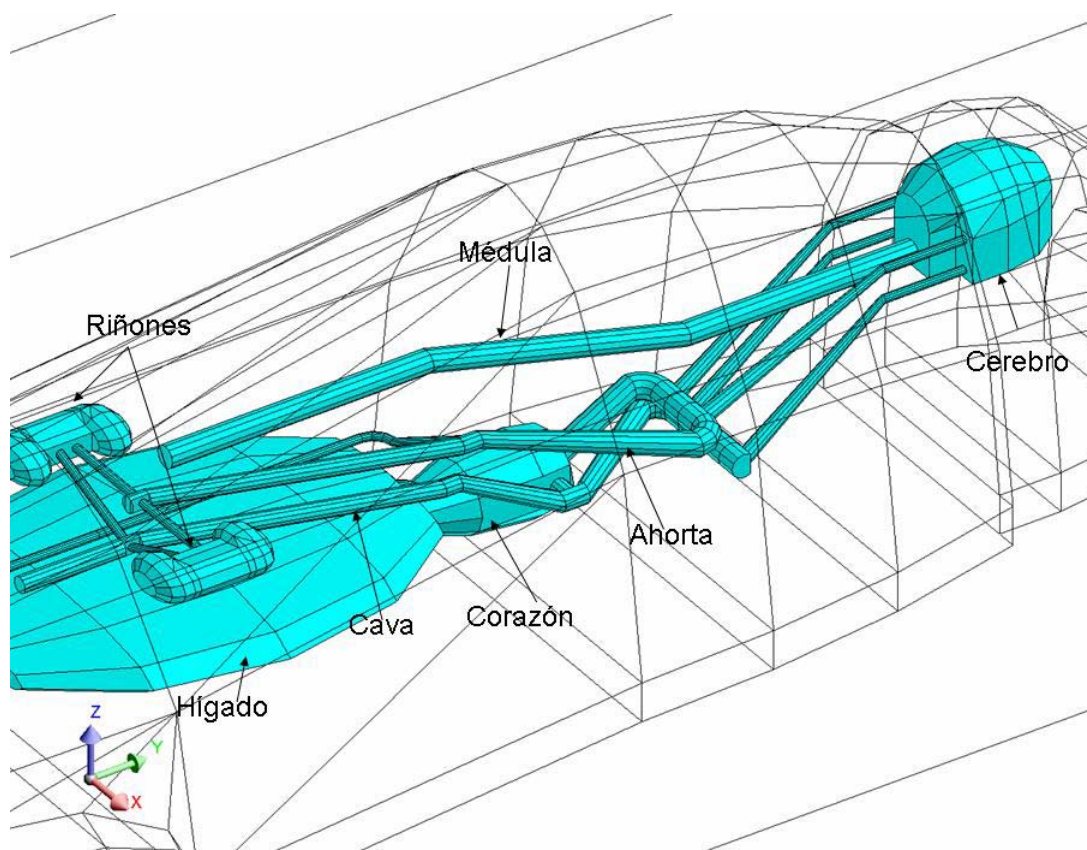 Médula
Riñones
Cerebro
Ahorta
Corazón
Cava
Hígado
Z
Y
X